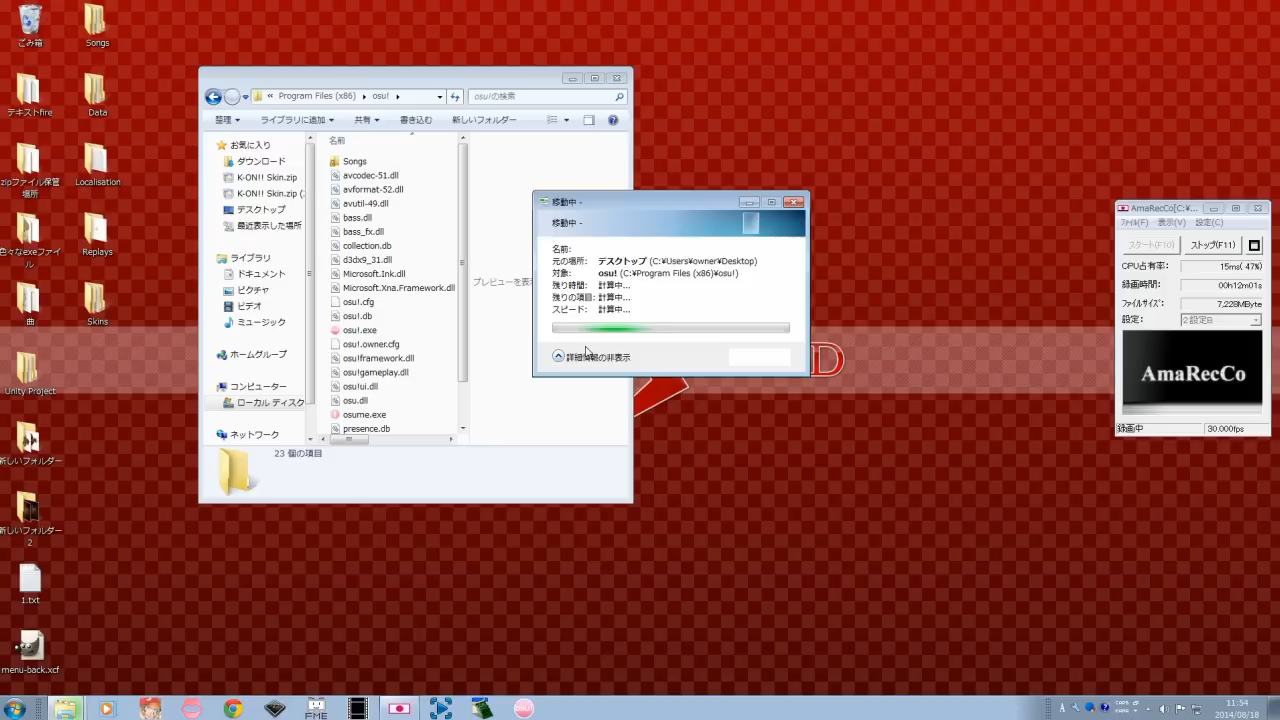 ごみ箱
Songs
テキストfire
Data
zipファイル保管
場所
Localisation
色々なexeファイ
ル
Replays
曲
Skins
Unity Project
新しいフォルダー
新しいフォルダー
2
1.txt
menu-back.xcf
« Program Files (x86) ▸ osu! ▸
osu!の検索
整理
ライブラリに追加
共有
書き込む
新しいフォルダー
お気に入り
ダウンロード
K-ON!! Skin.zip
K-ON!! Skin.zip (
デスクトップ
最近表示した場所
ライブラリ
ドキュメント
ピクチャ
ビデオ
ミュージック
ホームグループ
コンピューター
ローカル ディスク
ネットワーク
名前
Songs
avcodec-51.dll
avformat-52.dll
avutil-49.dll
bass.dll
bass_fx.dll
collection.db
d3dx9_31.dll
Microsoft.Ink.dll
Microsoft.Xna.Framework.dll
osu!.cfg
osu!.db
osu!.exe
osu!.owner.cfg
osu!framework.dll
osu!gameplay.dll
osu!ui.dll
osu.dll
osume.exe
presence.db
プレビューを表
23 個の項目
移動中 -
移動中 -
名前:
元の場所: デスクトップ (C:¥Users¥owner¥Desktop)
対象: osu! (C:¥Program Files (x86)¥osu!)
残り時間: 計算中...
残りの項目: 計算中...
スピード: 計算中...
詳細情報の非表示
D
AmaRecCo[C:¥...
ファイル(F) 表示(V) 設定(C)
スタート(F10)
ストップ(F11)
CPU占有率: 15ms( 47%)
録画時間: 00h12m01s
ファイルサイズ: 7,228MByte
設定: 2 設定B
AmaRecCo
録画中
30.000fps
FME
osu!
A
CAPS
KANA
11:54
2014/08/18